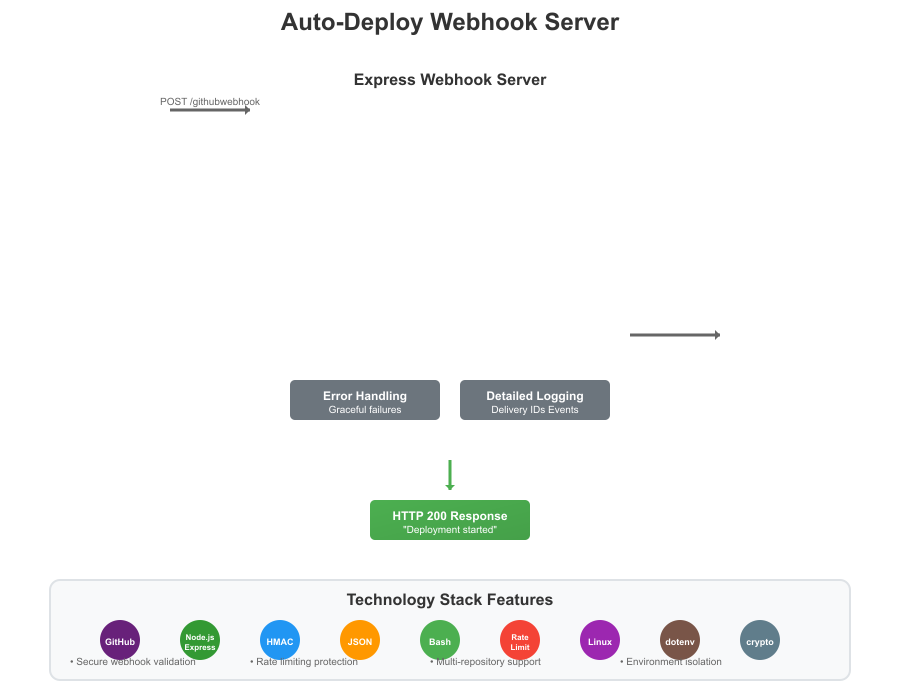 Auto-Deploy Webhook Server
Express Webhook Server
POST /githubwebhook
Error Handling
Graceful failures
Detailed Logging
Delivery IDs Events
HTTP 200 Response
"Deployment started"
Technology Stack Features
GitHub
Node.js
Express
HMAC
JSON
Bash
Rate
Limit
Linux
dotenv
crypto
• Secure webhook validation
• Rate limiting protection
• Multi-repository support
• Environment isolation